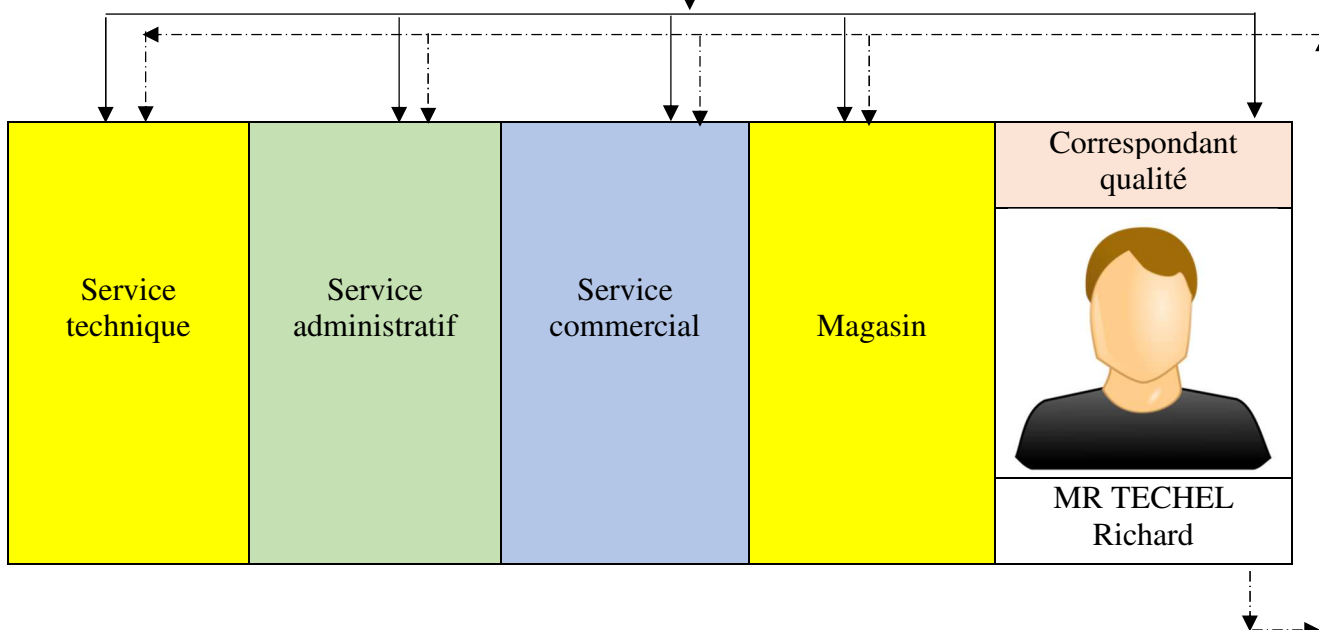 Service
technique
Service
administratif
Service
commercial
Magasin
Correspondant
qualité
MR TECHEL
Richard